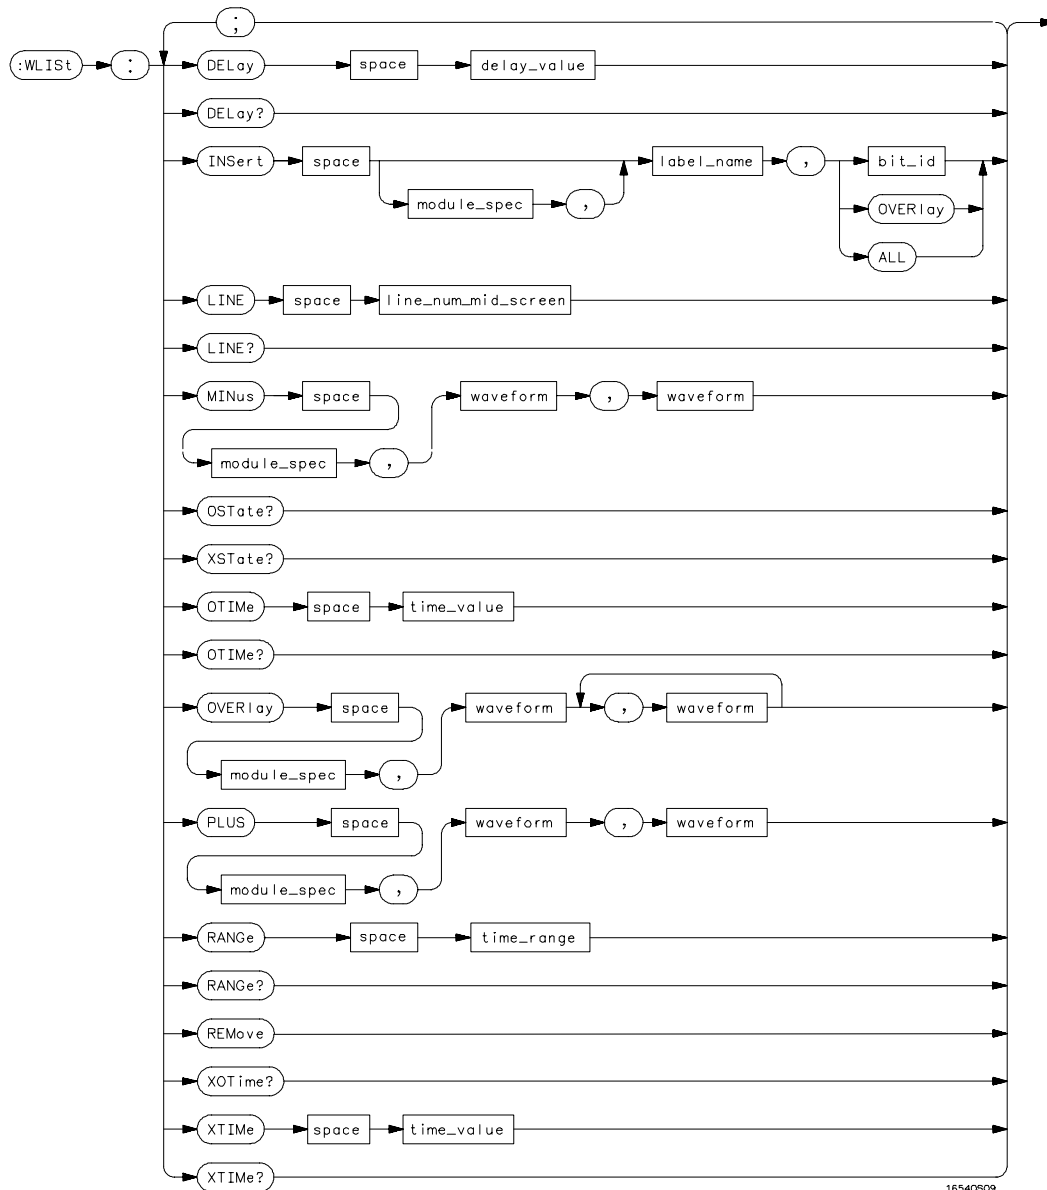 ;
:WLISt : DELay space delay_value
DELay?
INSert space label_name , bit_id
module_spec , OVERlay
ALL
LINE space line_num_mid_screen
LINE?
MINus space waveform , waveform
module_spec ,
OSTate?
XSTate?
OTIMe space time_value
OTIMe?
OVERlay space waveform , waveform
module_spec ,
PLUS space waveform , waveform
module_spec ,
RANGe space time_range
RANGe?
REMove
XOTime?
XTIMe space time_value
XTIMe?
16540S09